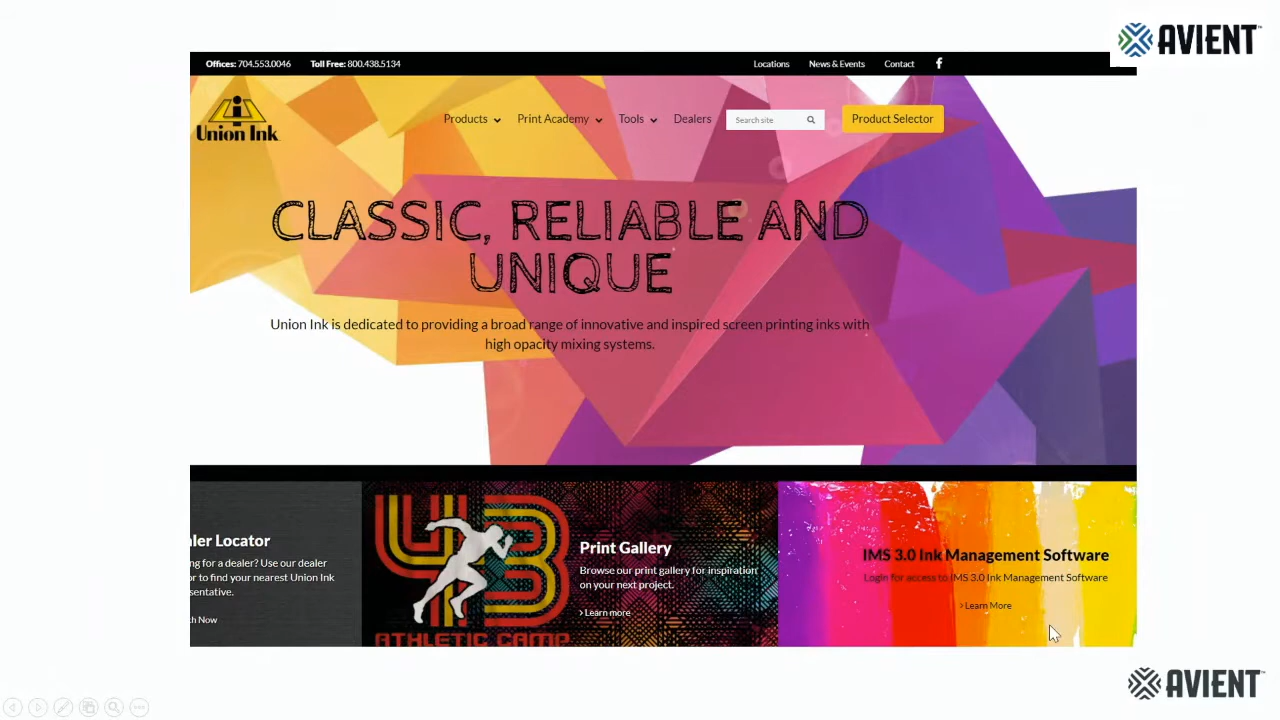 AVIENT™
Offices: 704.553.0046 Toll Free: 800.438.5134 Locations News & Events Contact
Union Ink
Products Print Academy Tools Dealers Search site Product Selector
CLASSIC, RELIABLE AND
UNIQUE
Union Ink is dedicated to providing a broad range of innovative and inspired screen printing inks with
high opacity mixing systems.
ler Locator
ng for a dealer? Use our dealer
or to find your nearest Union Ink
sentative.
h Now
43
ATHLETIC CAMP
Print Gallery
Browse our print gallery for inspiration
on your next project.
> Learn more
IMS 3.0 Ink Management Software
Login for access to IMS 3.0 Ink Management Software
> Learn More
AVIENT™